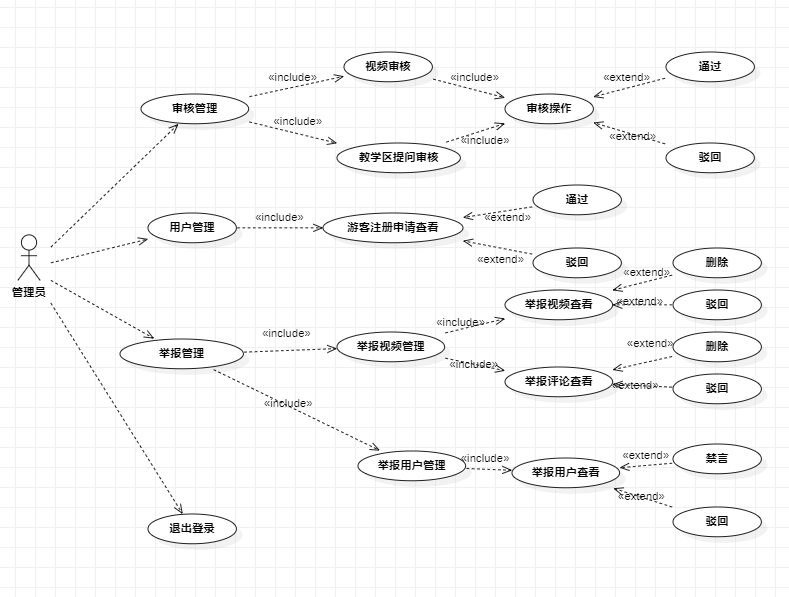 视频审核
通过
«include»
«include»
«extend»
审核管理
审核操作
«include»
«extend»
«include»
教学区提问审核
驳回
通过
用户管理
«include»
游客注册申请查看
«extend»
«extend»
驳回
删除
«extend»
管理员
举报视频查看
«extend»
驳回
«include»
«include»
举报管理
举报视频管理
«extend»
删除
«include»
举报评论查看
«extend»
驳回
«include»
举报用户管理
«include»
举报用户查看
«extend»
禁言
«extend»
驳回
退出登录